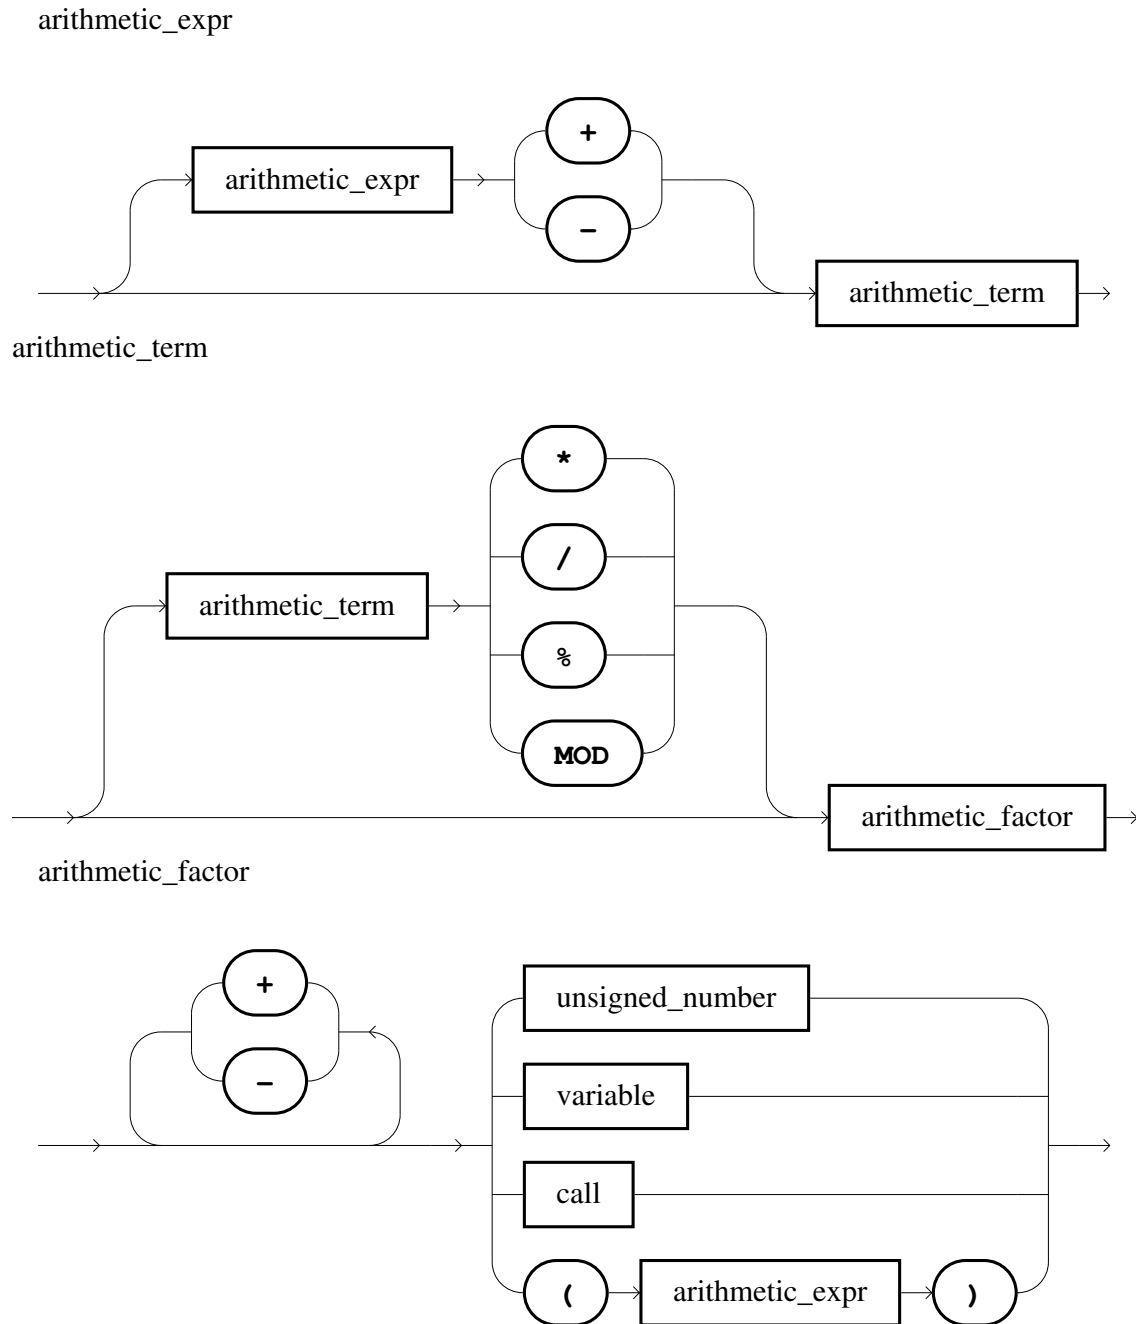 arithmetic_expr
+
arithmetic_expr
-
arithmetic_term
arithmetic_term
*
/
arithmetic_term
%
MOD
arithmetic_factor
arithmetic_factor
+
unsigned_number
-
variable
call
( arithmetic_expr )